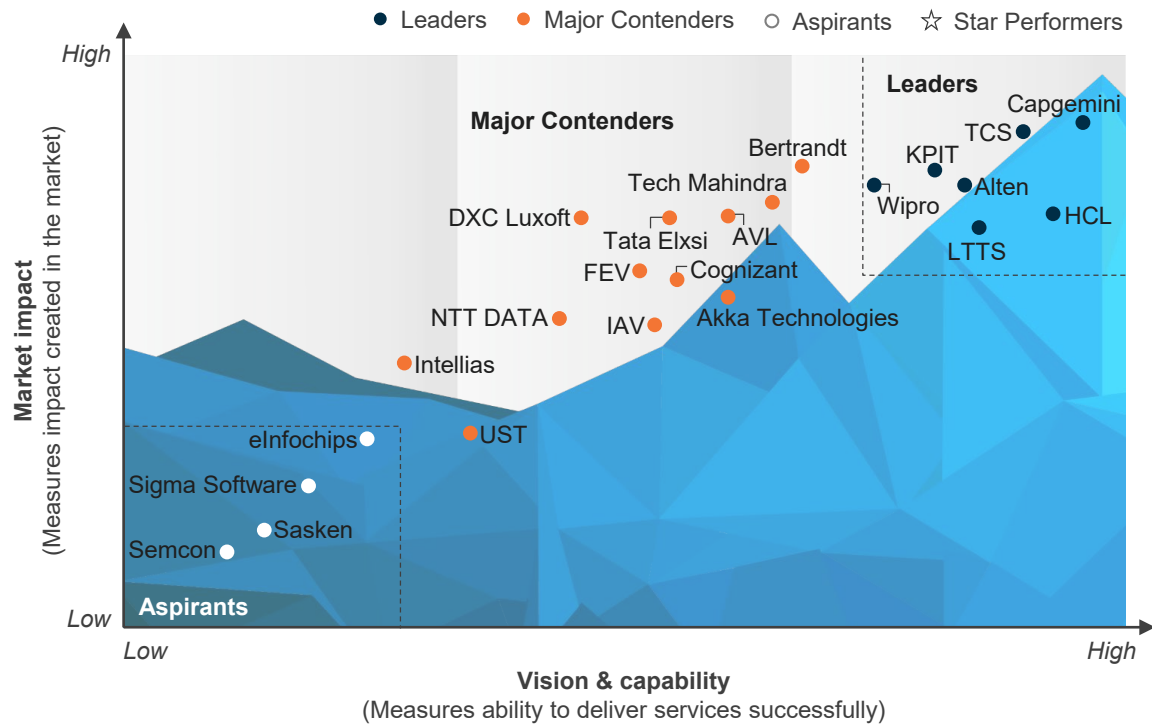 Leaders
Major Contenders
Aspirants
Star Performers
High
Leaders
Capgemini
Major Contenders
TCS
Bertrandt
KPIT
Tech Mahindra
Alten
Wipro
DXC Luxoft
HCL
Tata Elxsi
AVL
LTTS
FEV
Cognizant
NTT DATA
IAV
Akka Technologies
Intellias
eInfochips
UST
Sigma Software
Sasken
Semcon
Aspirants
Low
Market impact
(Measures impact created in the market)
Low
High
Vision & capability
(Measures ability to deliver services successfully)